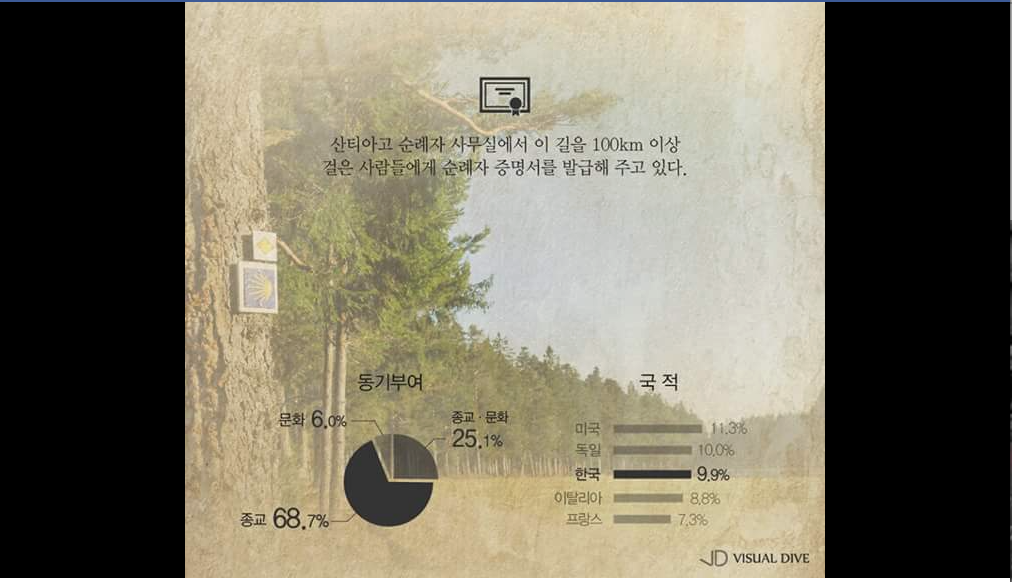 산티아고 순례자 사무실에서 이 길을 100km 이상
걸은 사람들에게 순례자 증명서를 발급해 주고 있다.
동기부여
문화 6.0%
종교 · 문화
25.1%
종교 68.7%
국 적
미국 11.3%
독일 10.0%
한국 9.9%
이탈리아 8.8%
프랑스 7.3%
VISUAL DIVE